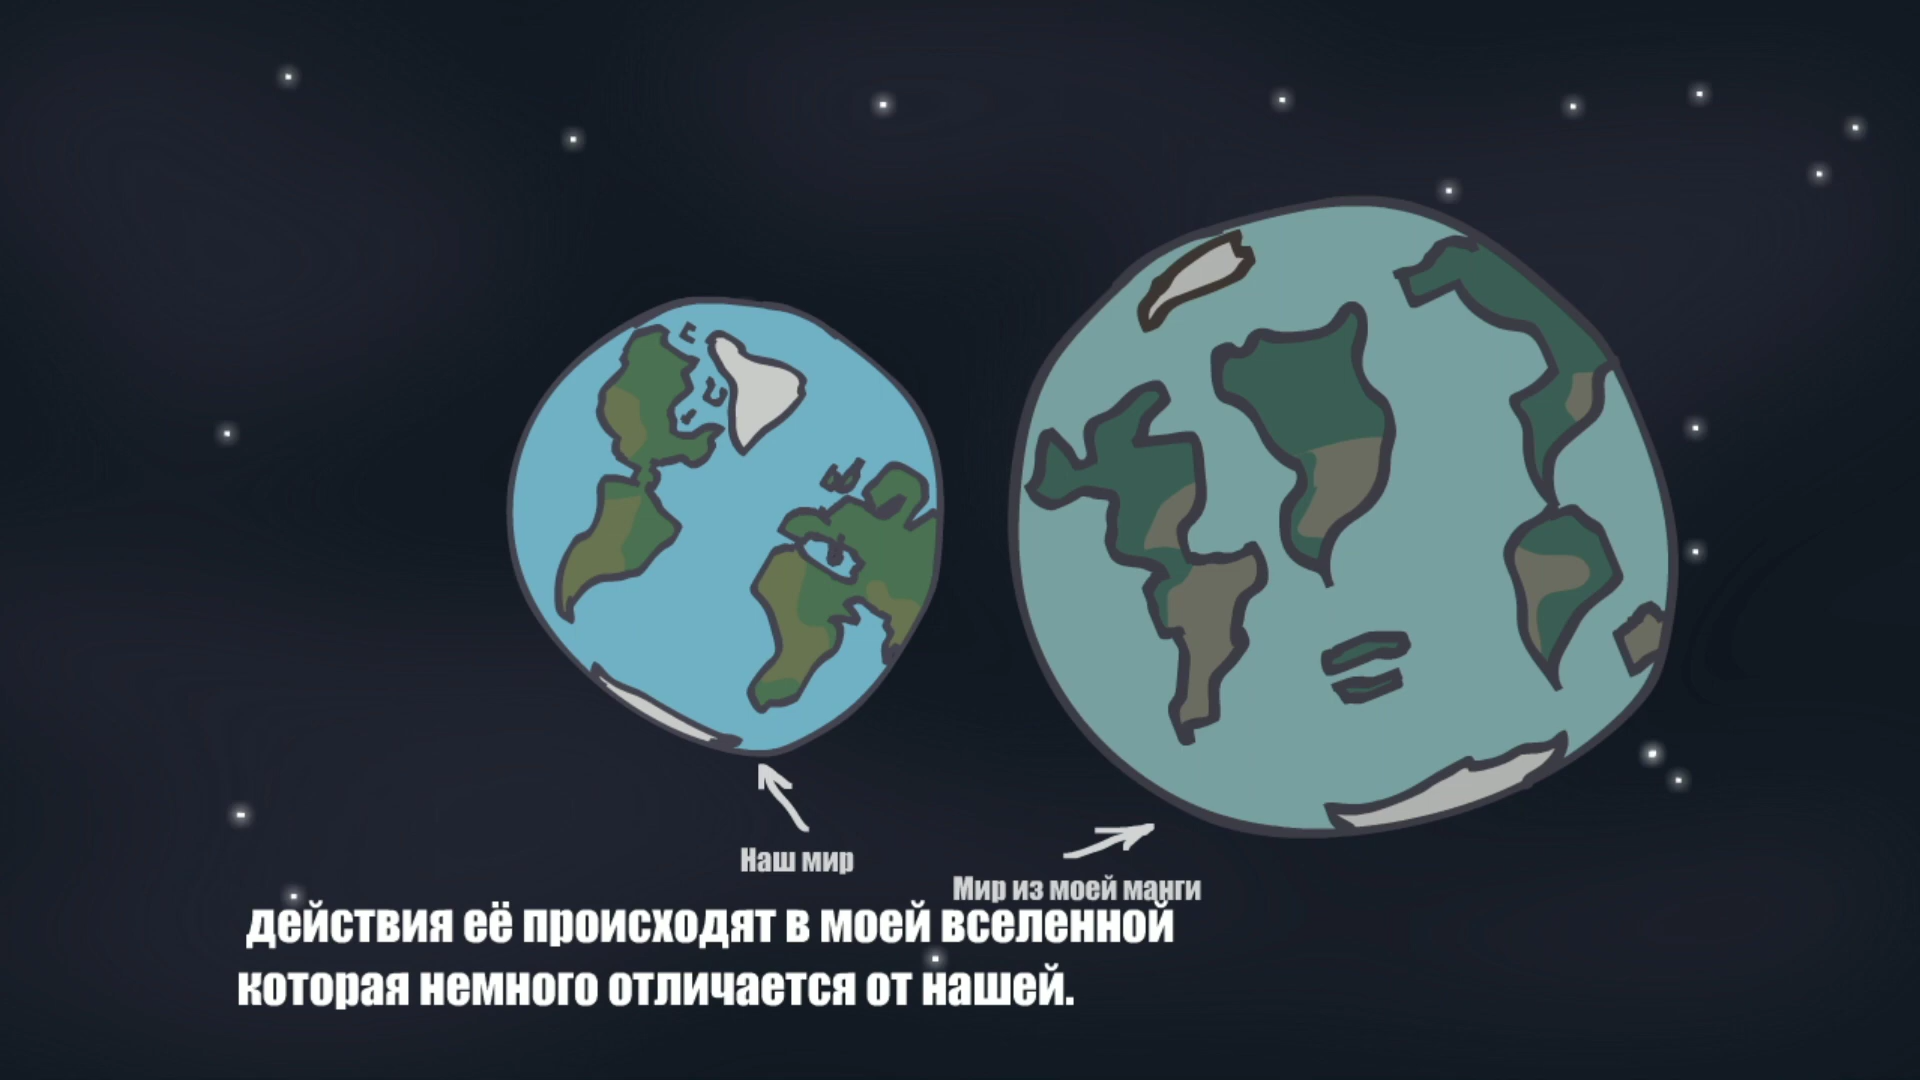 Наш мир
Мир из моей манги
действия её происходят в моей вселенной
которая немного отличается от нашей.